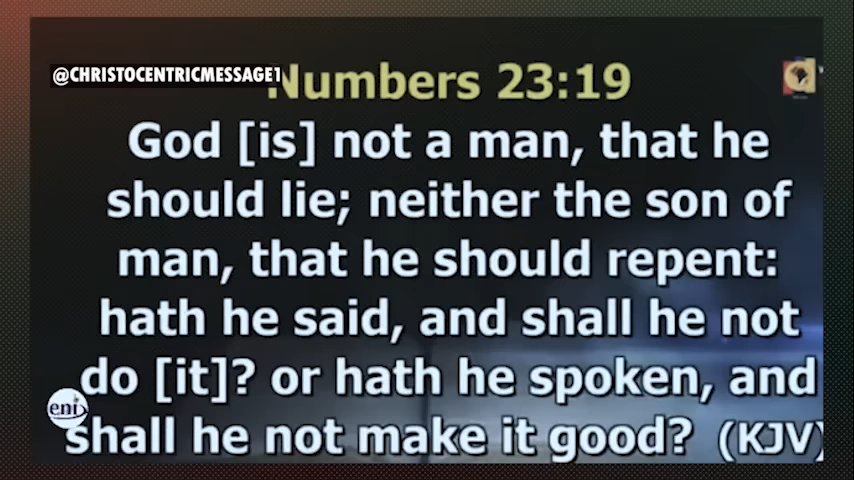 @CHRISTOCENTRICMESSAGE1
Numbers 23:19
God [is] not a man, that he
should lie; neither the son of
man, that he should repent:
hath he said, and shall he not
do [it]? or hath he spoken, and
eni
shall he not make it good? (KJV)